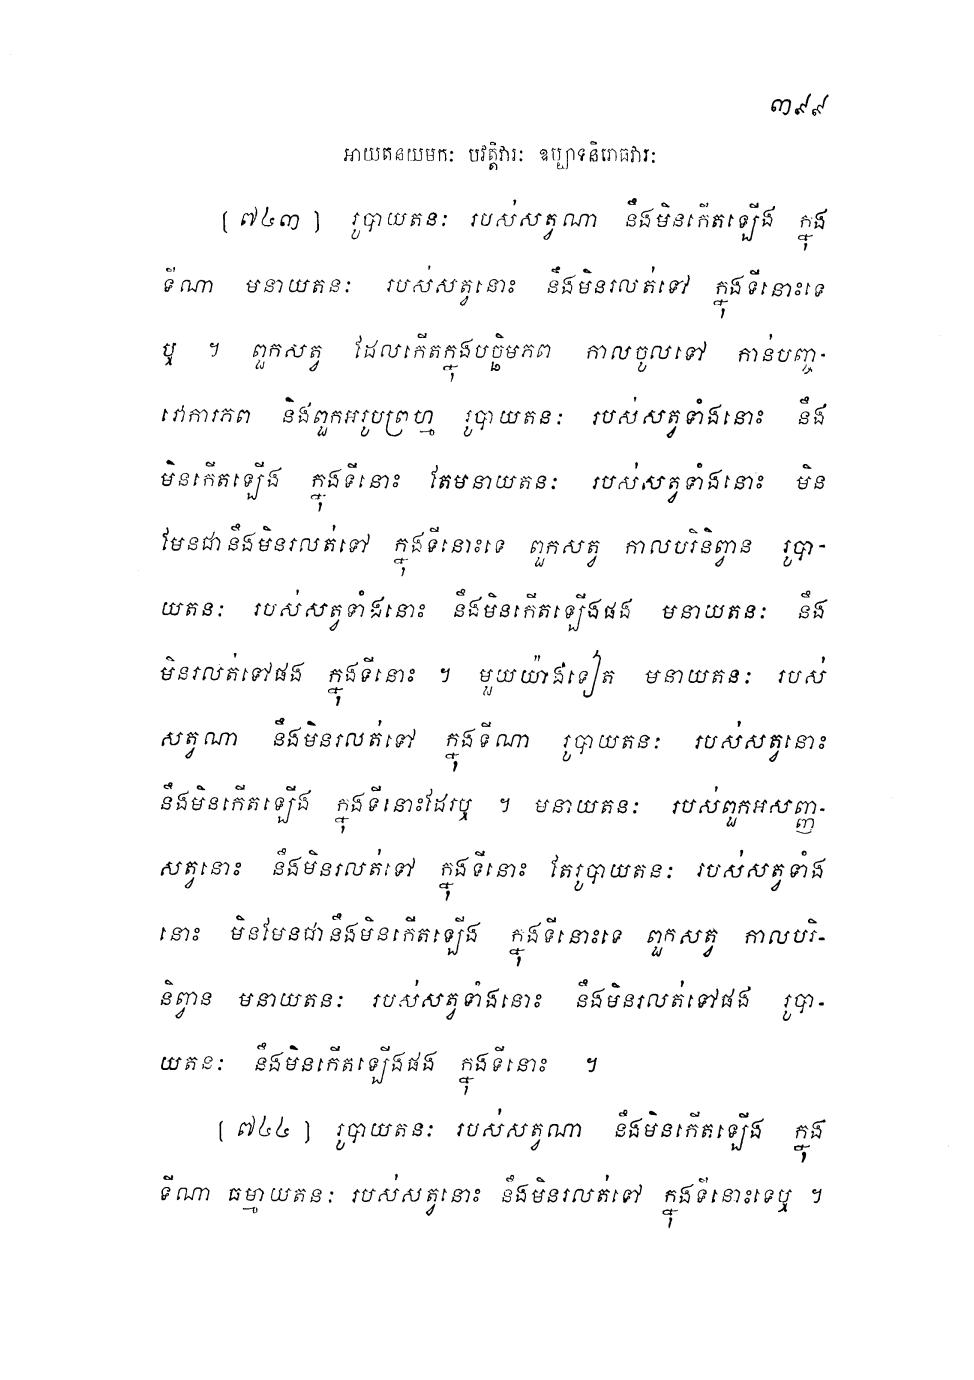 ៣៩៩
អាយតនយមកៈ បវត្តិវារៈ ឧប្បាទនិរោធវារៈ
[៧៤៣] រូបាយតនៈ របស់សត្វណា នឹងមិនកើតឡើង ក្នុង
ទីណា មនាយតនៈ របស់សត្វនោះ នឹងមិនរលត់ទៅ ក្នុងទីនោះទេ
ឬ ។ ពួកសត្វ ដែលកើតក្នុងបច្ឆិមភព កាលចូលទៅ កាន់បញ្ច-
វោការភព និងពួកអរូបព្រហ្ម រូបាយតនៈ របស់សត្វទាំងនោះ នឹង
មិនកើតឡើង ក្នុងទីនោះ តែមនាយតនៈ របស់សត្វទាំងនោះ មិន
មែនជានឹងមិនរលត់ទៅ ក្នុងទីនោះទេ ពួកសត្វ កាលបរិនិព្វាន រូបា-
យតនៈ របស់សត្វទាំងនោះ នឹងមិនកើតឡើងផង មនាយតនៈ នឹង
មិនរលត់ទៅផង ក្នុងទីនោះ ។ មួយយ៉ាងទៀត មនាយតនៈ របស់
សត្វណា នឹងមិនរលត់ទៅ ក្នុងទីណា រូបាយតនៈ របស់សត្វនោះ
នឹងមិនកើតឡើង ក្នុងទីនោះដែរឬ ។ មនាយតនៈ របស់ពួកអសញ្ញ-
សត្វនោះ នឹងមិនរលត់ទៅ ក្នុងទីនោះ តែរូបាយតនៈ របស់សត្វទាំង
នោះ មិនមែនជានឹងមិនកើតឡើង ក្នុងទីនោះទេ ពួកសត្វ កាលបរិ-
និព្វាន មនាយតនៈ របស់សត្វទាំងនោះ នឹងមិនរលត់ទៅផង រូបា-
យតនៈ នឹងមិនកើតឡើងផង ក្នុងទីនោះ ។
[៧៤៤] រូបាយតនៈ របស់សត្វណា នឹងមិនកើតឡើង ក្នុង
ទីណា ធម្មាយតនៈ របស់សត្វនោះ នឹងមិនរលត់ទៅ ក្នុងទីនោះទេឬ ។